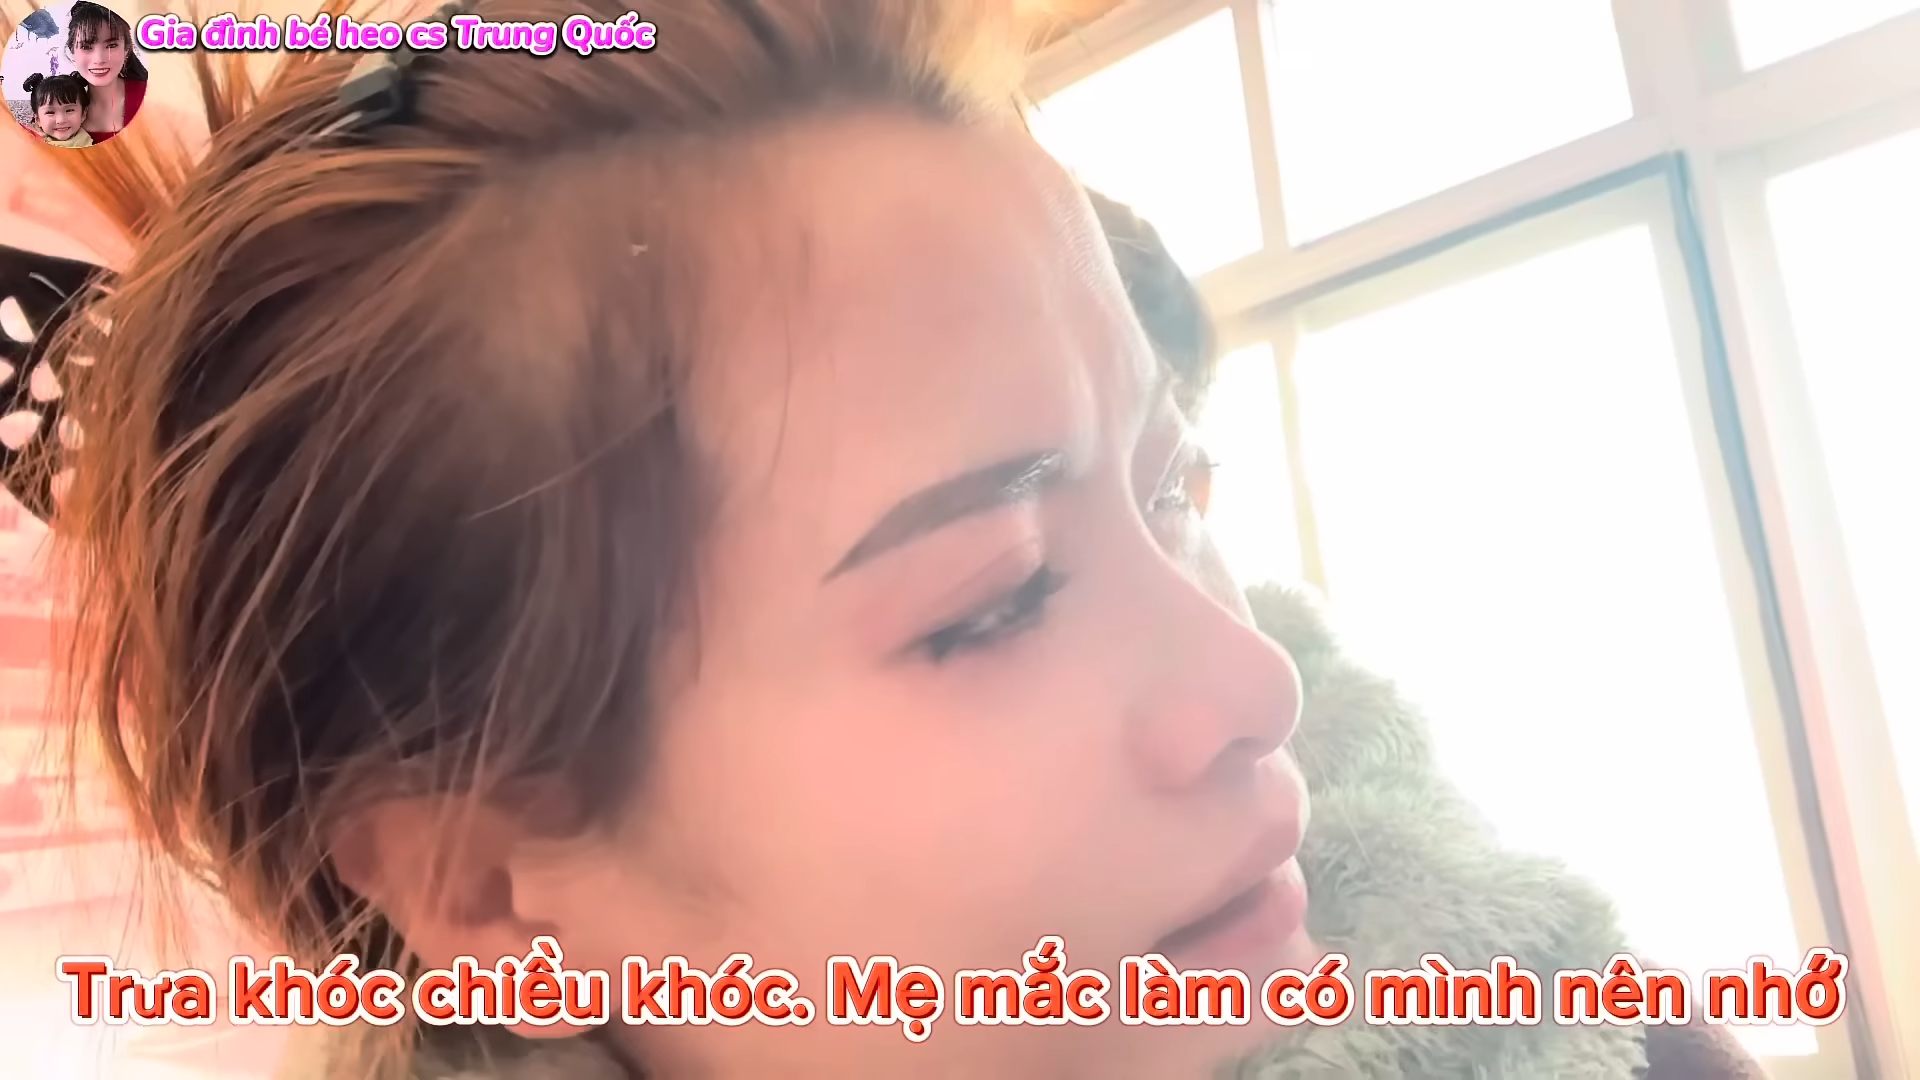 Gia đình bé heo cs Trung Quốc
Trưa khóc chiều khóc. Mẹ mắc làm có mình nên nhớ